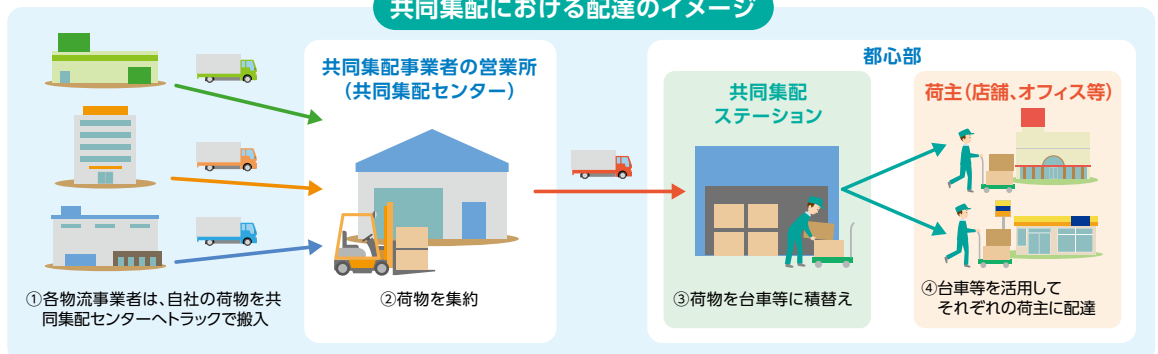 共同集配における配達のイメージ
共同集配事業者の営業所
（共同集配センター）
都心部
共同集配
ステーション
荷主（店舗、オフィス等）
①各物流事業者は、自社の荷物を共
同集配センターへトラックで搬入
②荷物を集約
③荷物を台車等に積替え
④台車等を活用して
それぞれの荷主に配達